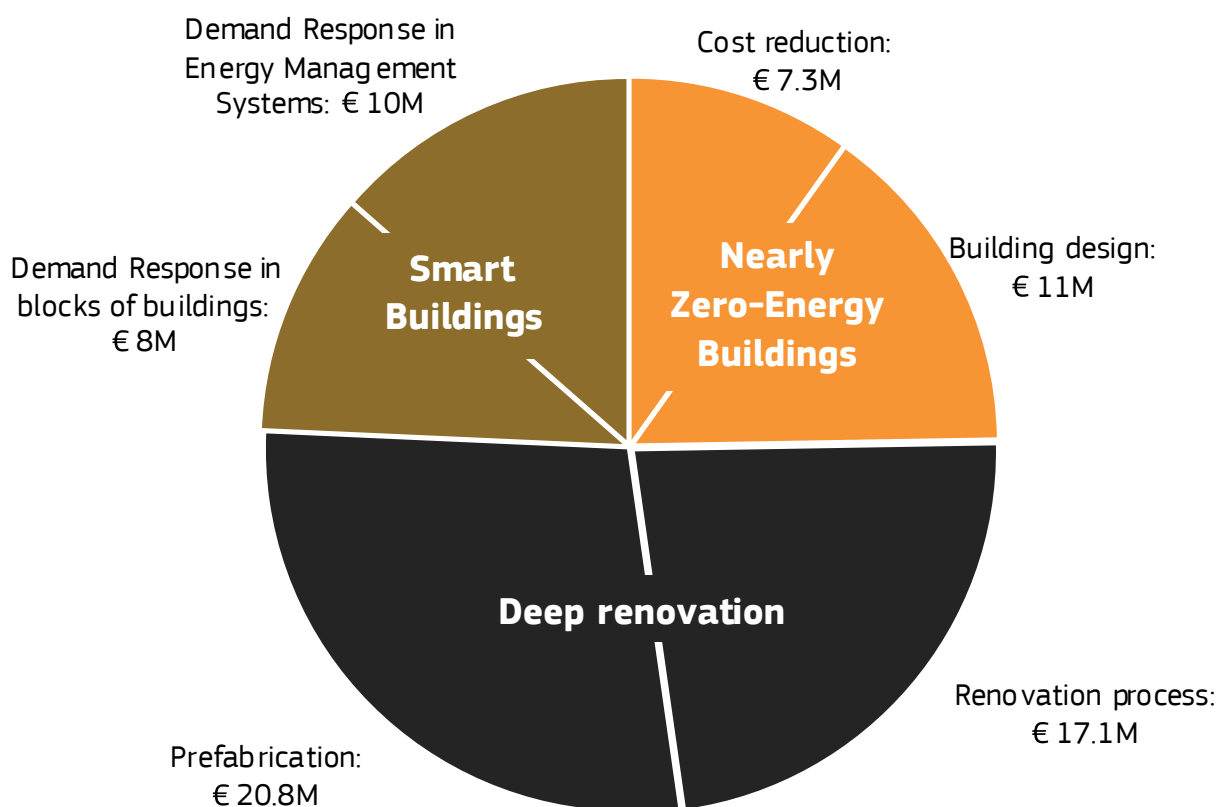 Demand Response in
Energy Management
Systems: € 10M
Cost reduction:
€ 7.3M
Building design:
€ 11M
Demand Response in
blocks of buildings:
€ 8M
Smart
Buildings
Nearly
Zero-Energy
Buildings
Deep renovation
Renovation process:
€ 17.1M
Prefabrication:
€ 20.8M